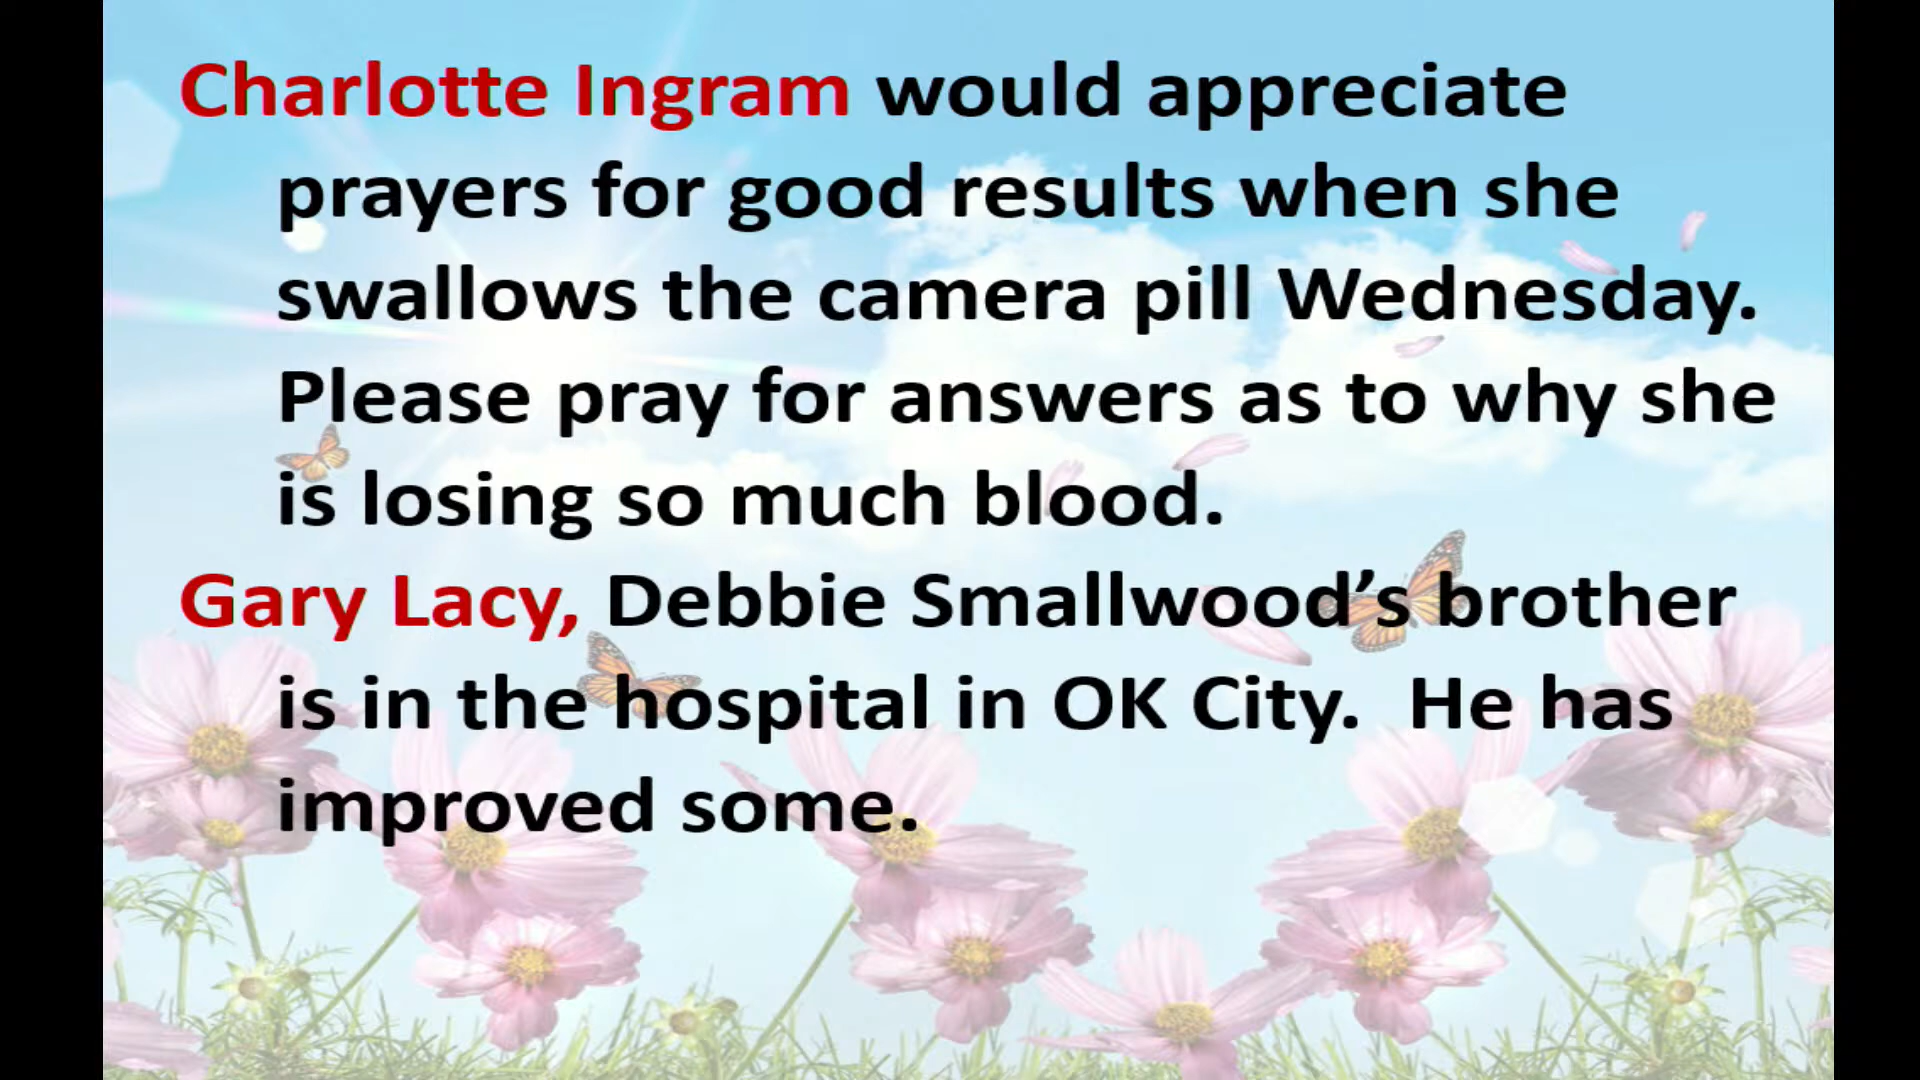 Charlotte Ingram would appreciate
prayers for good results when she
swallows the camera pill Wednesday.
Please pray for answers as to why she
is losing so much blood.
Gary Lacy, Debbie Smallwood’s brother
is in the hospital in OK City.  He has
improved some.